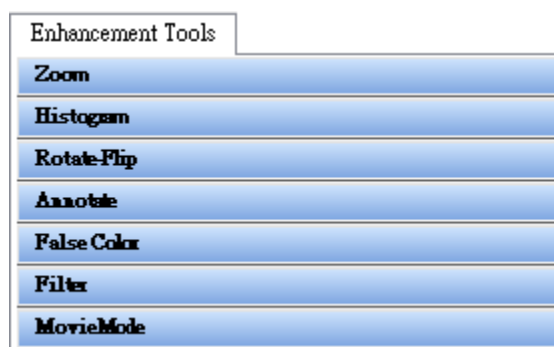 Enhancement Tools
Zoom
Histogram
Rotate-Flip
Annotate
False Color
Filter
MovieMode